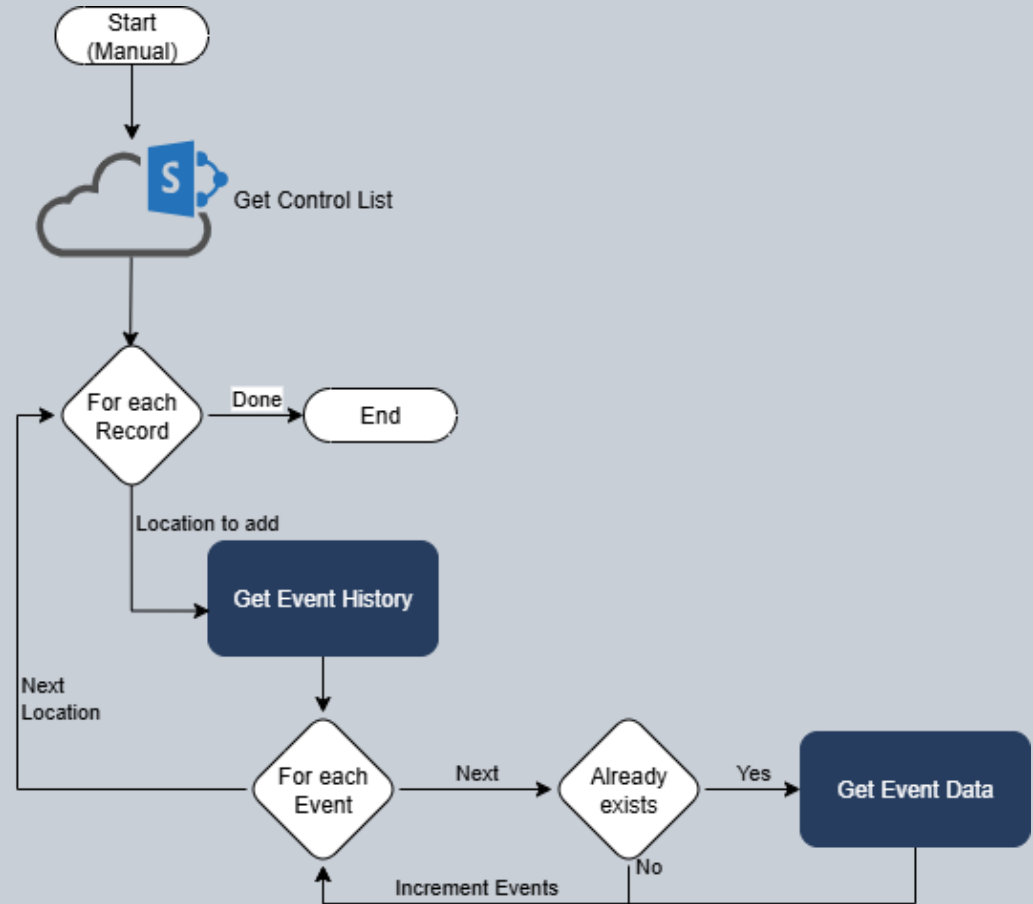 Start
(Manual)
S
Get Control List
For each
Record
Done
End
Location to add
Get Event History
Next
Location
For each
Event
Next
Already
exists
Yes
Get Event Data
No
Increment Events